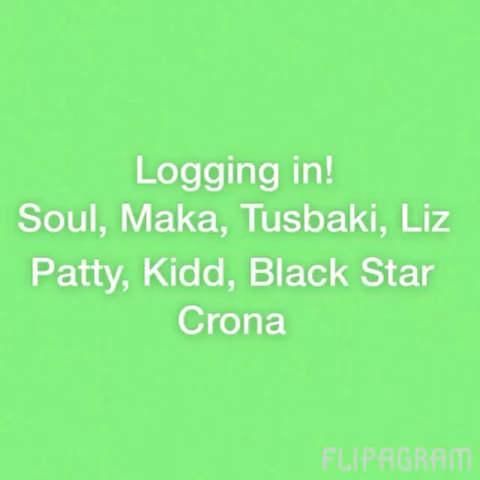 Logging in!
Soul, Maka, Tusbaki, Liz
Patty, Kidd, Black Star
Crona
FLIPAGRAM